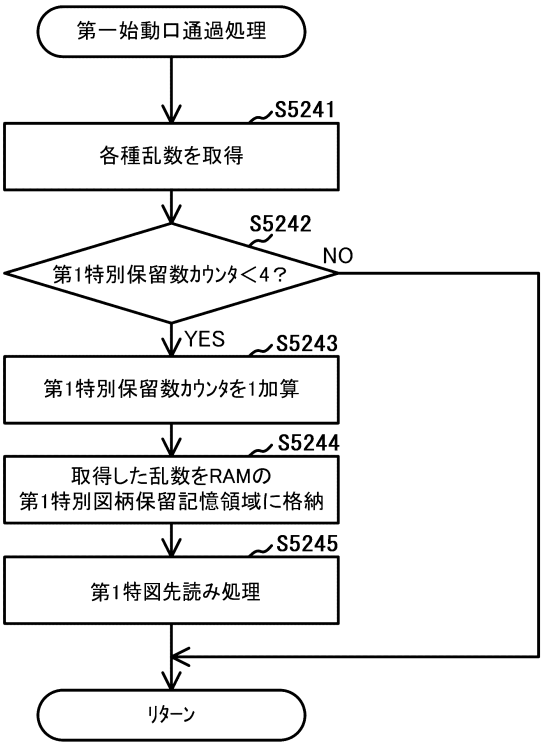 第一始動口通過処理
S5241
各種乱数を取得
S5242
第1特別保留数カウンタ<4?
NO
YES
S5243
第1特別保留数カウンタを1加算
S5244
取得した乱数をRAMの
第1特別図柄保留記憶領域に格納
S5245
第1特図先読み処理
リターン